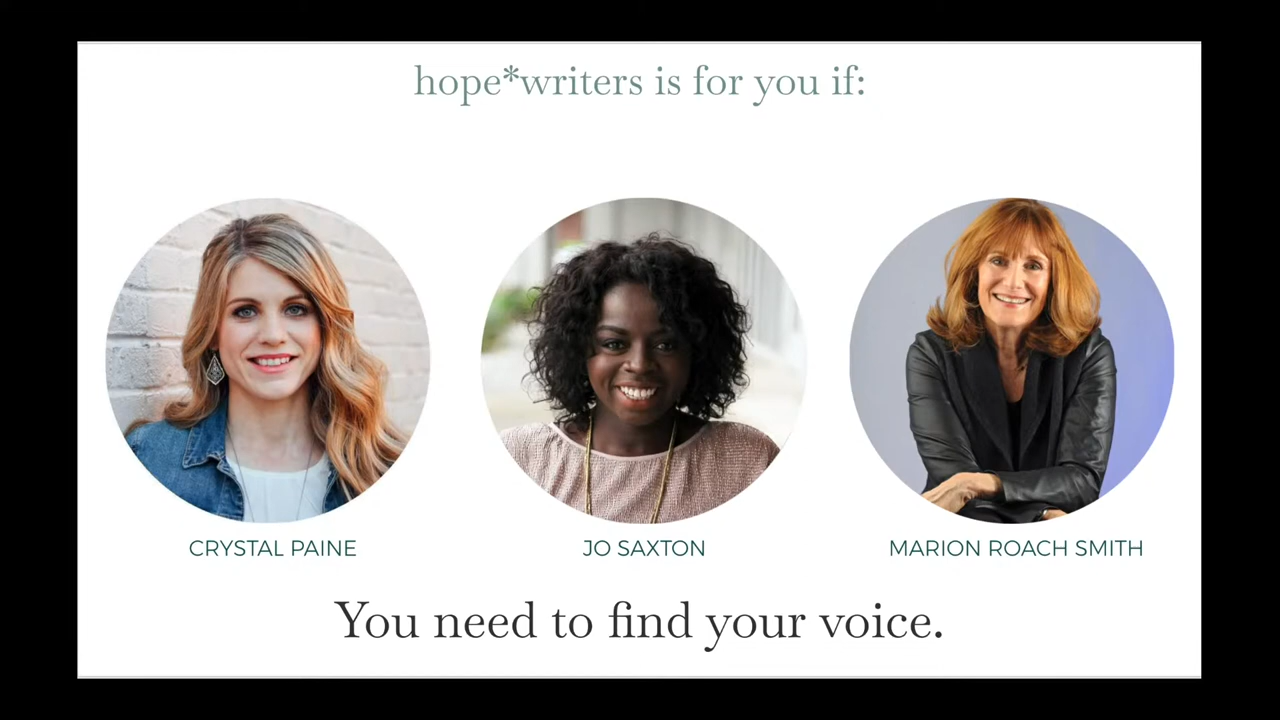 hope*writers is for you if:
CRYSTAL PAINE
JO SAXTON
MARION ROACH SMITH
You need to find your voice.